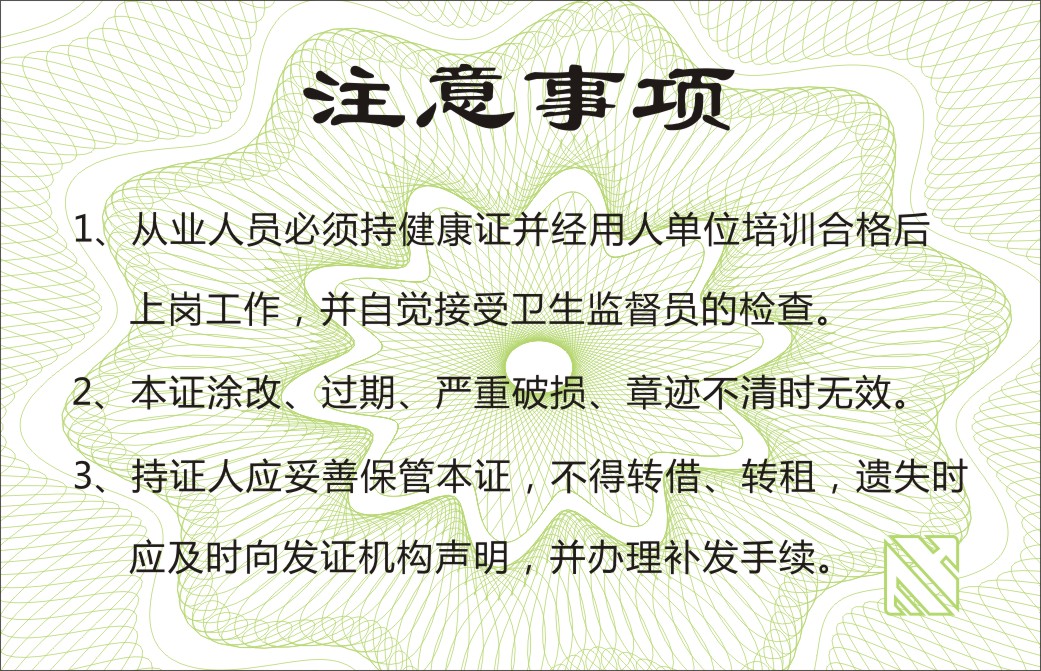 注意事项
1、从业人员必须持健康证并经用人单位培训合格后
上岗工作，并自觉接受卫生监督员的检查。
2、本证涂改、过期、严重破损、章迹不清时无效。
3、持证人应妥善保管本证，不得转借、转租，遗失时
应及时向发证机构声明，并办理补发手续。